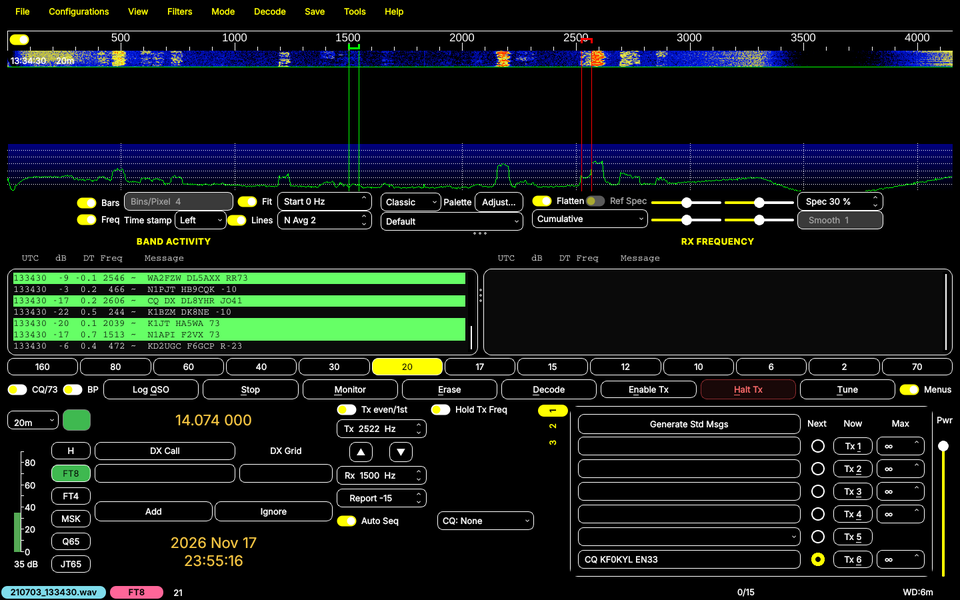 File Configurations View Filters Mode Decode Save Tools Help
500 1000 1500 2000 2500 3000 3500 4000
13:34:30 20m
Bars Bins/Pixel 4 Fit Start 0 Hz Classic Palette Adjust... Flatten Ref Spec Spec 30 %
Freq Time stamp Left Lines N Avg 2 Default Cumulative Smooth 1
BAND ACTIVITY RX FREQUENCY
UTC dB DT Freq Message UTC dB DT Freq Message
133430 -9 -0.1 2546 ~ WA2FZW DL5AXX RR73
133430 -3 0.2 466 ~ N1PJT HB9CQK -10
133430 -17 0.2 2606 ~ CQ DX DL8YHR JO41
133430 -22 0.5 244 ~ K1BZM DK8NE -10
133430 -20 0.1 2039 ~ K1JT HA5WA 73
133430 -17 0.7 1513 ~ N1API F2VX 73
133430 -6 0.4 472 ~ KD2UGC F6GCP R-23
160 80 60 40 30 20 17 15 12 10 6 2 70
CQ/73 BP Log QSO Stop Monitor Erase Decode Enable Tx Halt Tx Tune Menus
20m 14.074 000 Tx even/1st Hold Tx Freq 1 Generate Std Msgs Next Now Max Pwr
Tx 2522 Hz 2
3
H DX Call DX Grid Tx 1 ∞
80
FT8 Rx 1500 Hz Tx 2 ∞
60
FT4 Report -15 Tx 3 ∞
40
MSK Add Ignore Auto Seq CQ: None Tx 4 ∞
20
Q65 2026 Nov 17 Tx 5
0
35 dB JT65 23:55:16 CQ KF0KYL EN33 Tx 6 ∞
210703_133430.wav FT8 21 0/15 WD:6m